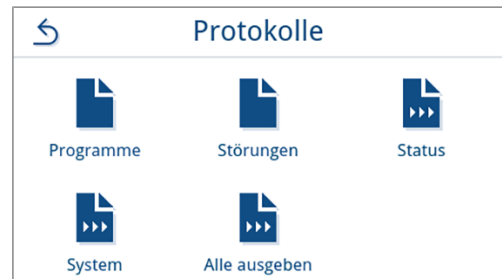 Protokolle
Programme
Störungen
Status
System
Alle ausgeben